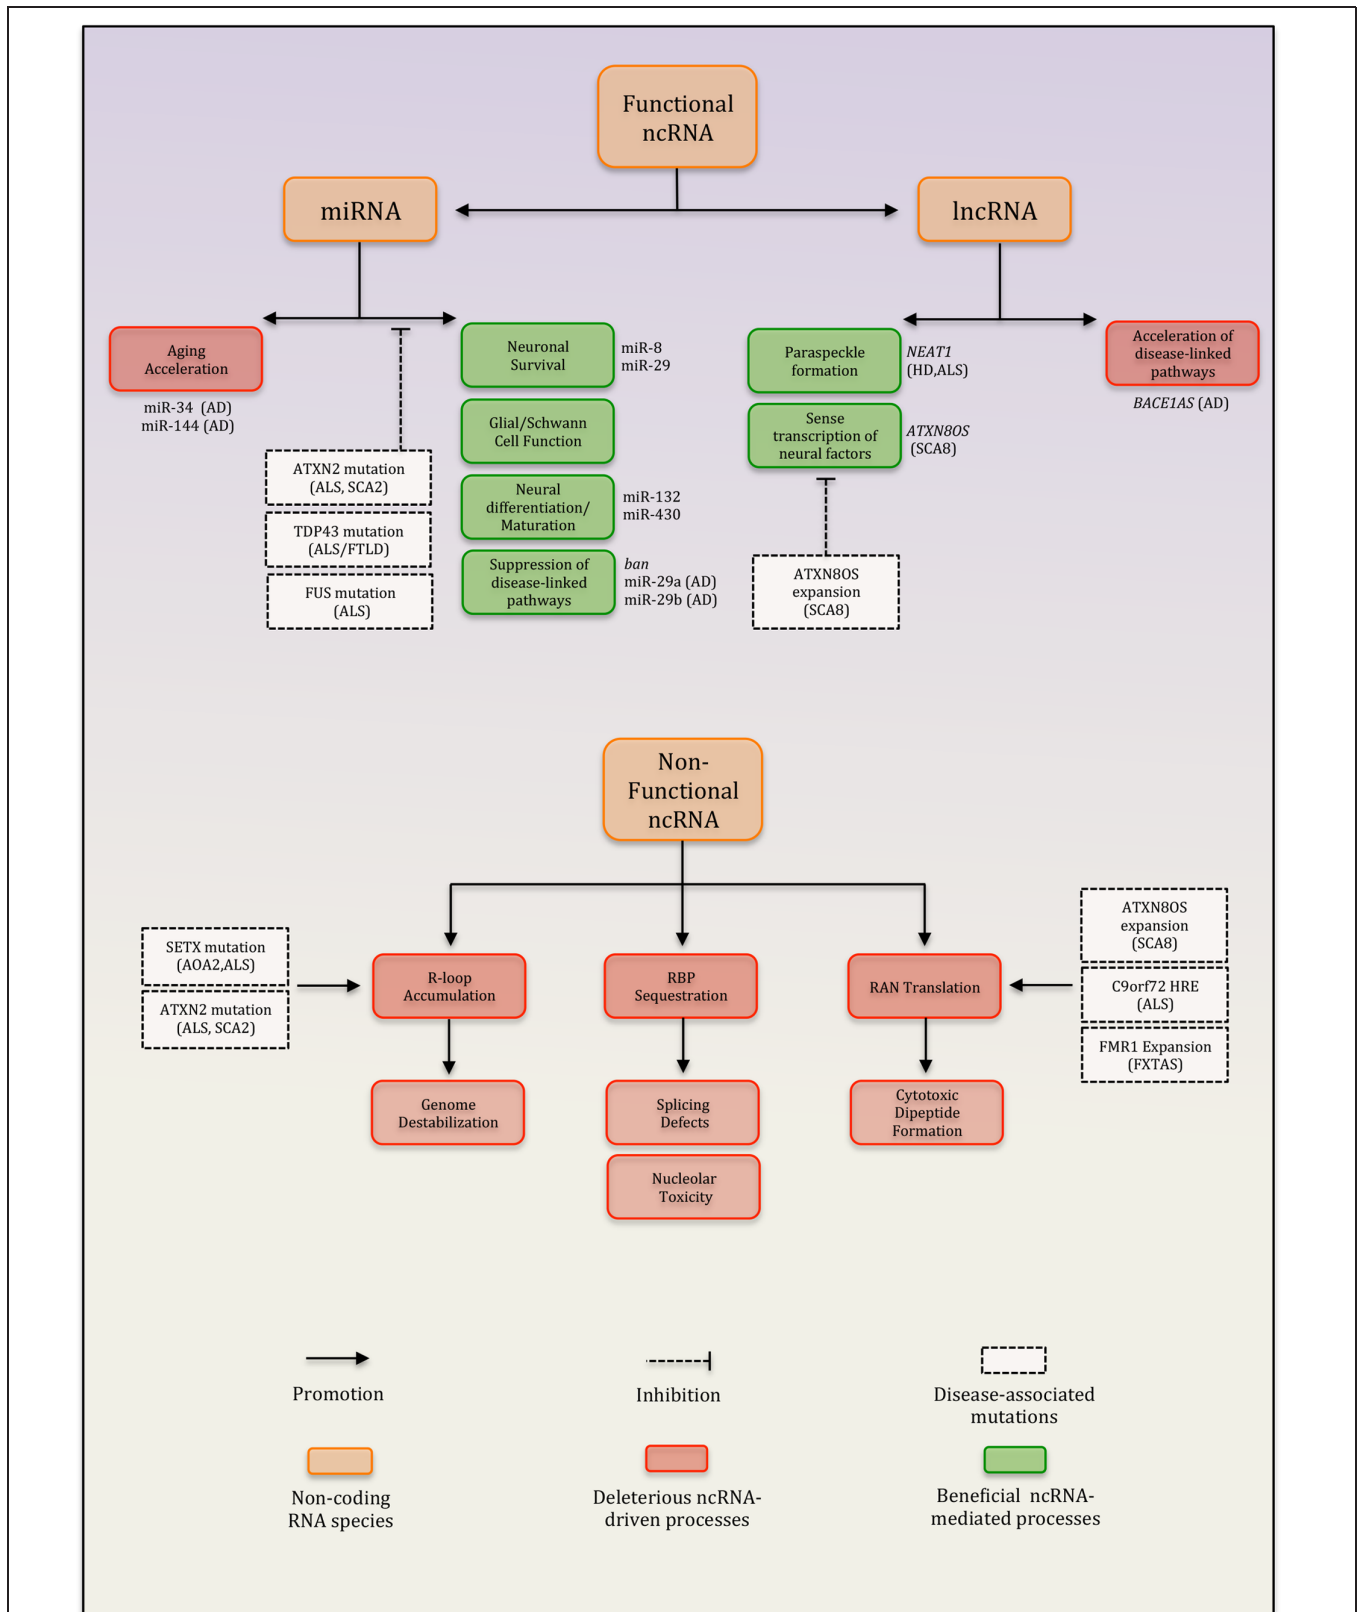 Functional
ncRNA
miRNA
lncRNA
Aging
Acceleration
miR-34 (AD)
miR-144 (AD)
ATXN2 mutation
(ALS, SCA2)
TDP43 mutation
(ALS/FTLD)
FUS mutation
(ALS)
Neuronal
Survival
miR-8
miR-29
Glial/Schwann
Cell Function
Neural
differentiation/
Maturation
miR-132
miR-430
Suppression of
disease-linked
pathways
ban
miR-29a (AD)
miR-29b (AD)
Paraspeckle
formation
NEAT1
(HD,ALS)
Sense
transcription of
neural factors
ATXN8OS
(SCA8)
ATXN8OS
expansion
(SCA8)
Acceleration of
disease-linked
pathways
BACE1AS (AD)
Non-
Functional
ncRNA
SETX mutation
(AOA2,ALS)
ATXN2 mutation
(ALS, SCA2)
R-loop
Accumulation
RBP
Sequestration
RAN Translation
ATXN8OS
expansion
(SCA8)
C9orf72 HRE
(ALS)
FMR1 Expansion
(FXTAS)
Genome
Destabilization
Splicing
Defects
Nucleolar
Toxicity
Cytotoxic
Dipeptide
Formation
Promotion
Inhibition
Disease-associated
mutations
Non-coding
RNA species
Deleterious ncRNA-
driven processes
Beneficial ncRNA-
mediated processes